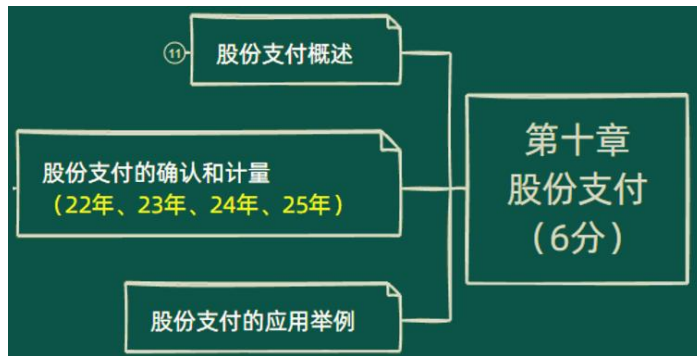 ⑪
股份支付概述
股份支付的确认和计量
（22年、23年、24年、25年）
股份支付的应用举例
第十章
股份支付
（6分）